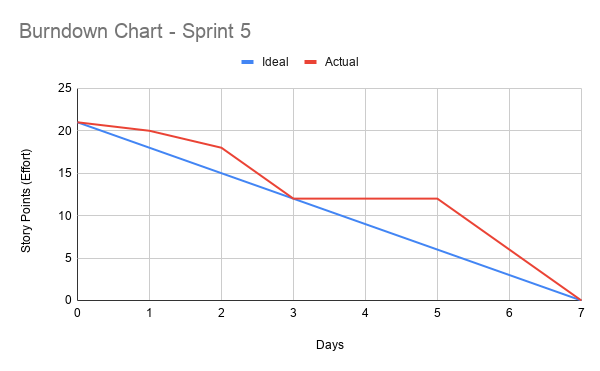 Burndown Chart - Sprint 5
Ideal
Actual
Story Points (Effort)
25
20
15
10
5
0
0 1 2 3 4 5 6 7
Days